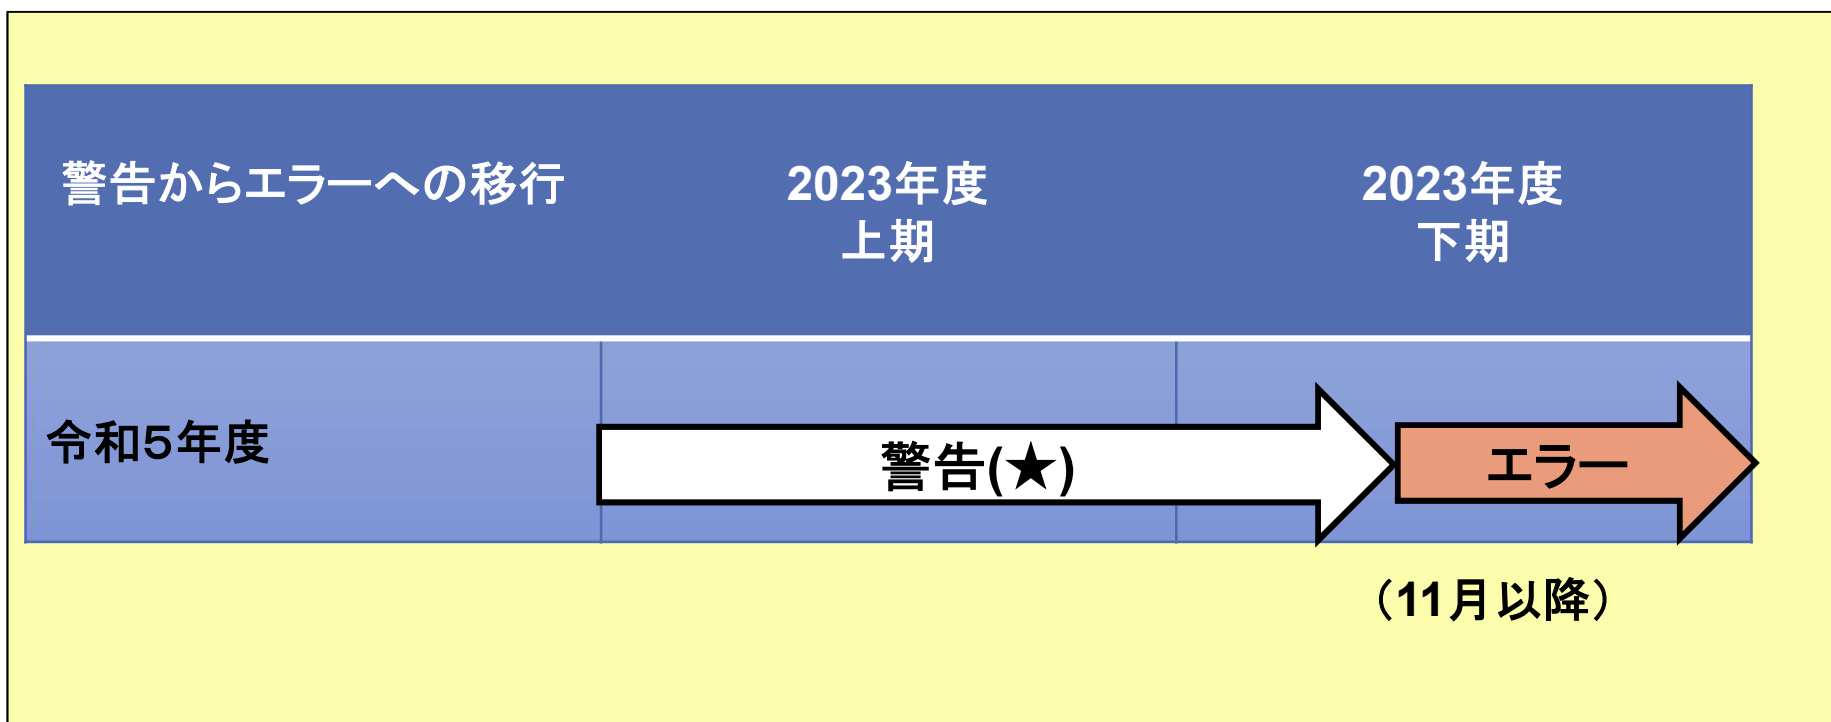 警告からエラーへの移行
2023年度
上期
2023年度
下期
令和５年度
警告(★)
エラー
（11月以降）